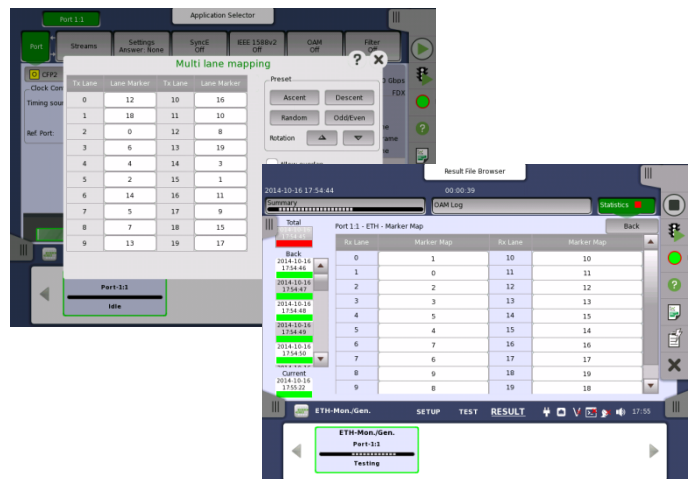 Port 1:1
Application Selector
Port
Streams
Settings
Answer: None
SyncE
Off
IEEE 1588v2
Off
OAM
Off
Filter
Off
Multi lane mapping
? X
CFP2
Clock Con
Timing sour
Ref. Port:
Gbps
FDX
rame
Tx Lane Lane Marker Tx Lane Lane Marker
0 12 10 16
1 18 11 10
2 0 12 8
3 6 13 19
4 4 14 3
5 2 15 1
6 14 16 11
7 5 17 9
8 7 18 15
9 13 19 17
Preset
Ascent Descent
Random Odd/Even
Rotation
Port-1:1
Idle
Result File Browser
2014-10-16 17:54:44 00:00:39
Summary
OAM Log
Statistics
Total
Port 1:1 - ETH - Marker Map
Back
17:54:45
Back
2014-10-16
17:54:46
2014-10-16
17:54:47
2014-10-16
17:54:48
2014-10-16
17:54:49
2014-10-16
17:54:50
Current
2014-10-16
17:55:22
Rx Lane Marker Map Rx Lane Marker Map
0 1 10 10
1 0 11 11
2 2 12 12
3 3 13 13
4 5 14 15
5 4 15 14
6 7 16 16
7 6 17 17
8 9 18 19
9 8 19 18
ETH-Mon./Gen. SETUP TEST RESULT 17:55
ETH-Mon./Gen.
Port-1:1
Testing